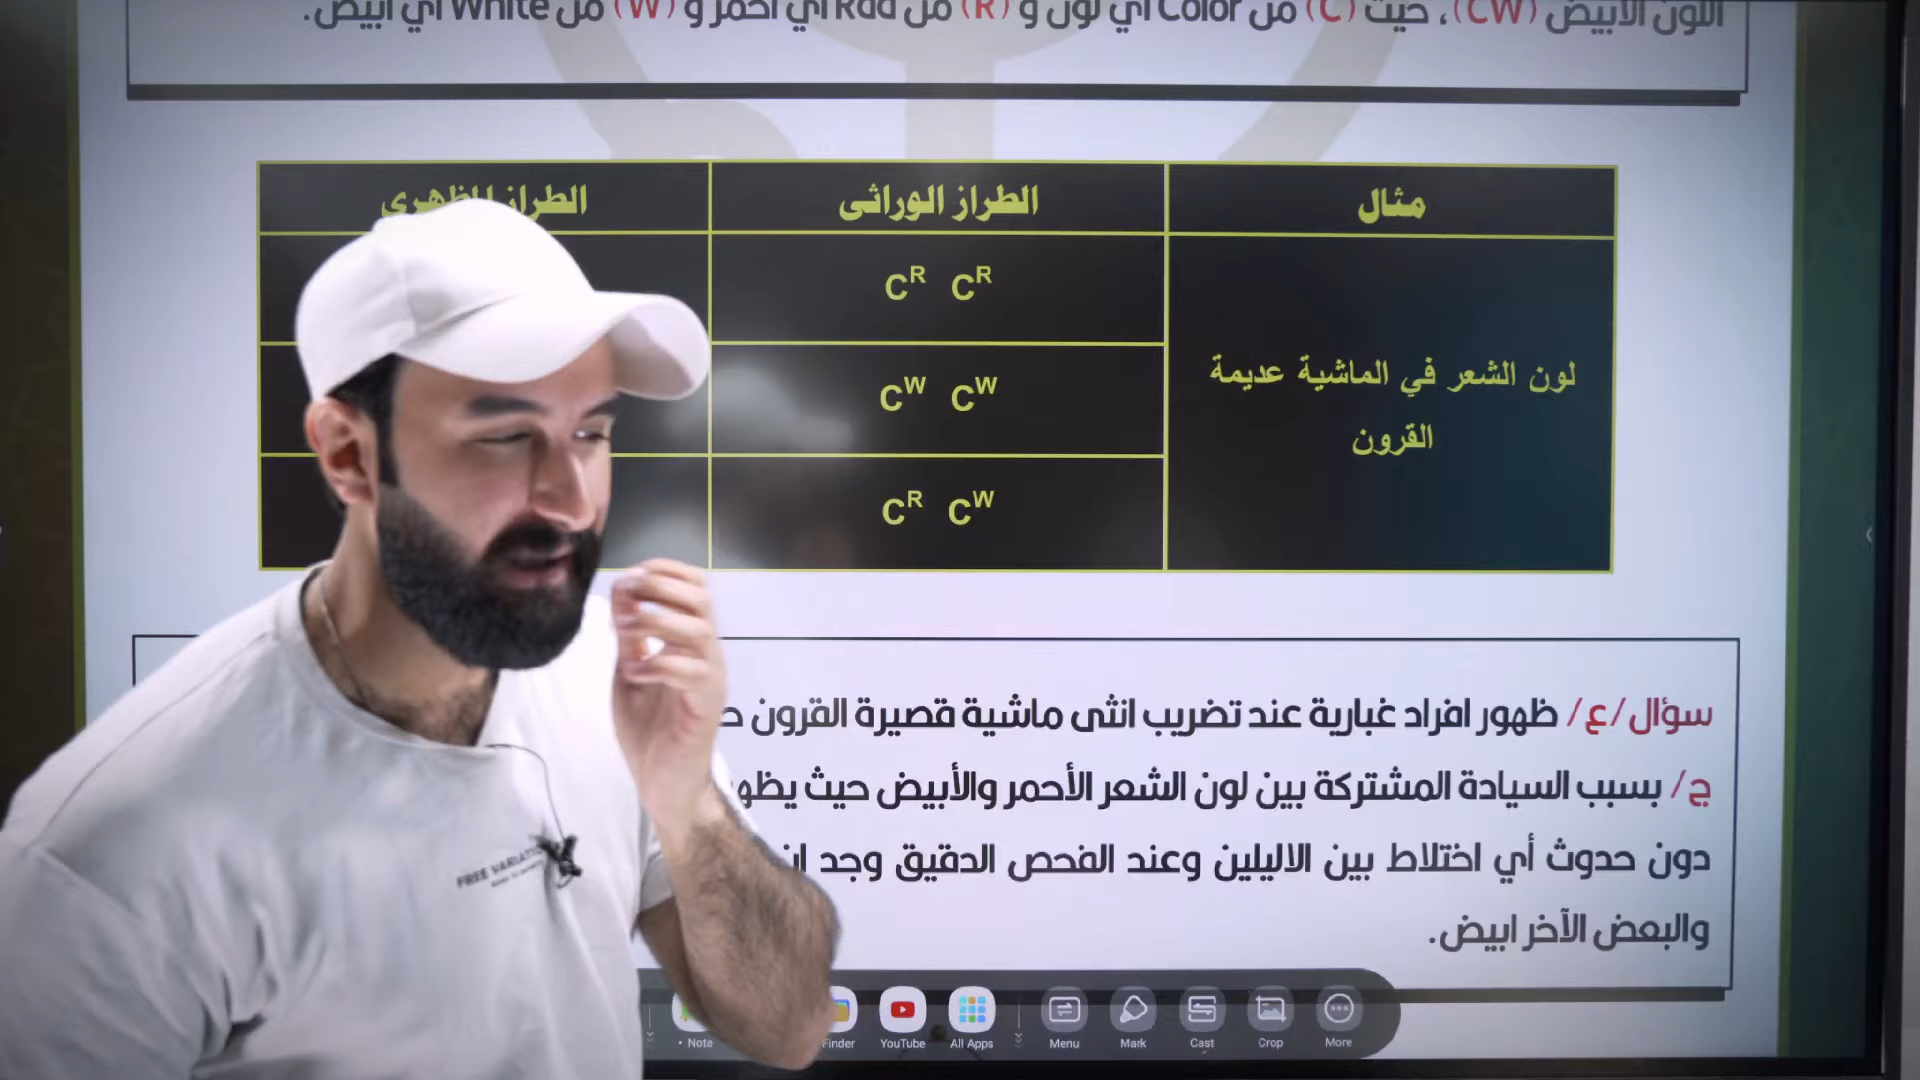 اللون الأبيض (CW)، حيث (C) من Color أي لون و (R) من Rad أي أحمر و (W) من White أي أبيض.
مثال
الطراز الوراثي
الطراز الظهري
Cᴿ Cᴿ
Cᵂ Cᵂ
Cᴿ Cᵂ
لون الشعر في الماشية عديمة
القرون
سؤال/ع/ ظهور افراد غبارية عند تضريب انثى ماشية قصيرة القرون
ج/ بسبب السيادة المشتركة بين لون الشعر الأحمر والأبيض حيث
دون حدوث أي اختلاط بين الاليلين وعند الفحص الدقيق وجد
والبعض الآخر ابيض.
FREE
Note
Finder
YouTube
All Apps
Menu
Mark
Cast
Crop
More